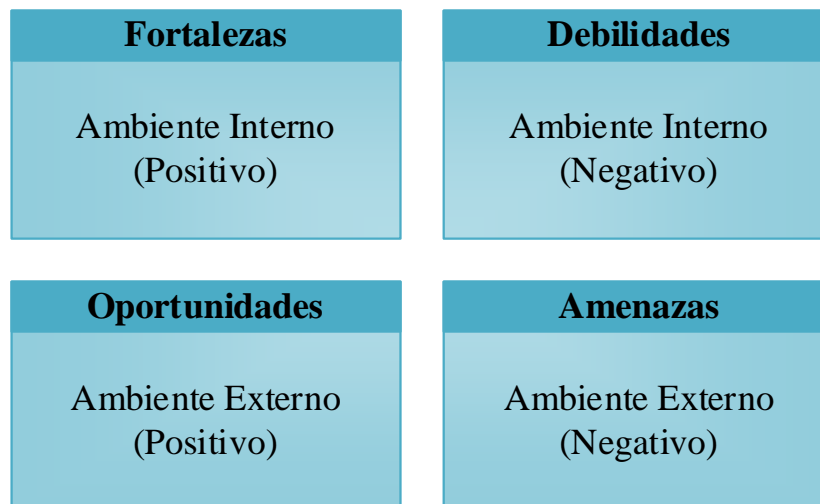 Fortalezas
Ambiente Interno
(Positivo)
Debilidades
Ambiente Interno
(Negativo)
Oportunidades
Ambiente Externo
(Positivo)
Amenazas
Ambiente Externo
(Negativo)